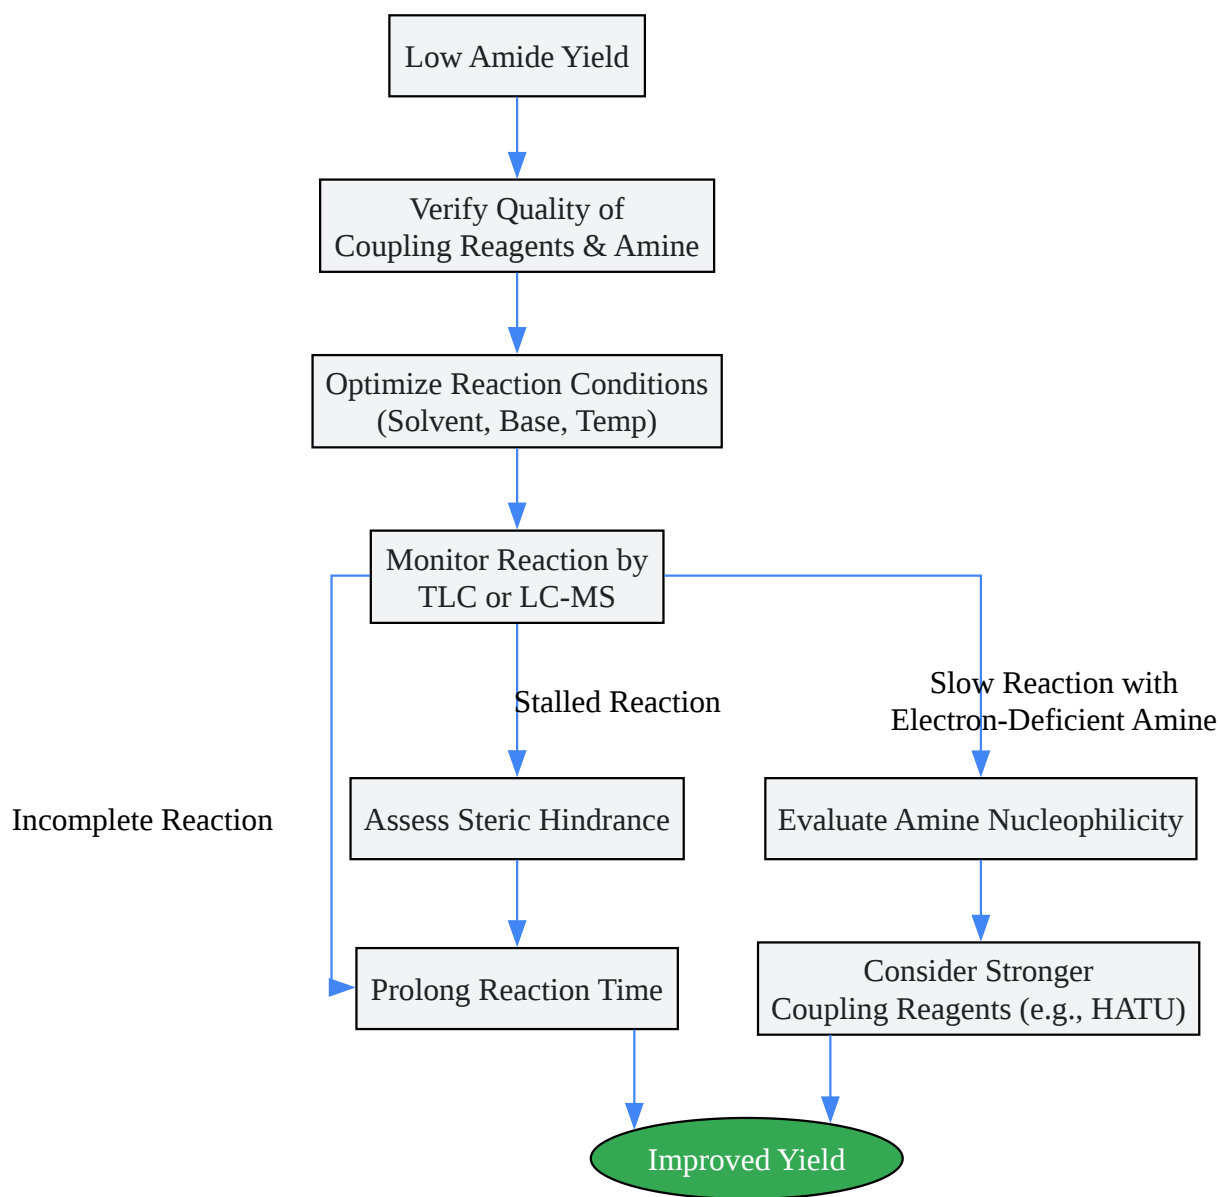 Low Amide Yield
Verify Quality of
Coupling Reagents & Amine
Optimize Reaction Conditions
(Solvent, Base, Temp)
Monitor Reaction by
TLC or LC-MS
Stalled Reaction
Slow Reaction with
Electron-Deficient Amine
Incomplete Reaction
Assess Steric Hindrance
Evaluate Amine Nucleophilicity
Prolong Reaction Time
Consider Stronger
Coupling Reagents (e.g., HATU)
Improved Yield